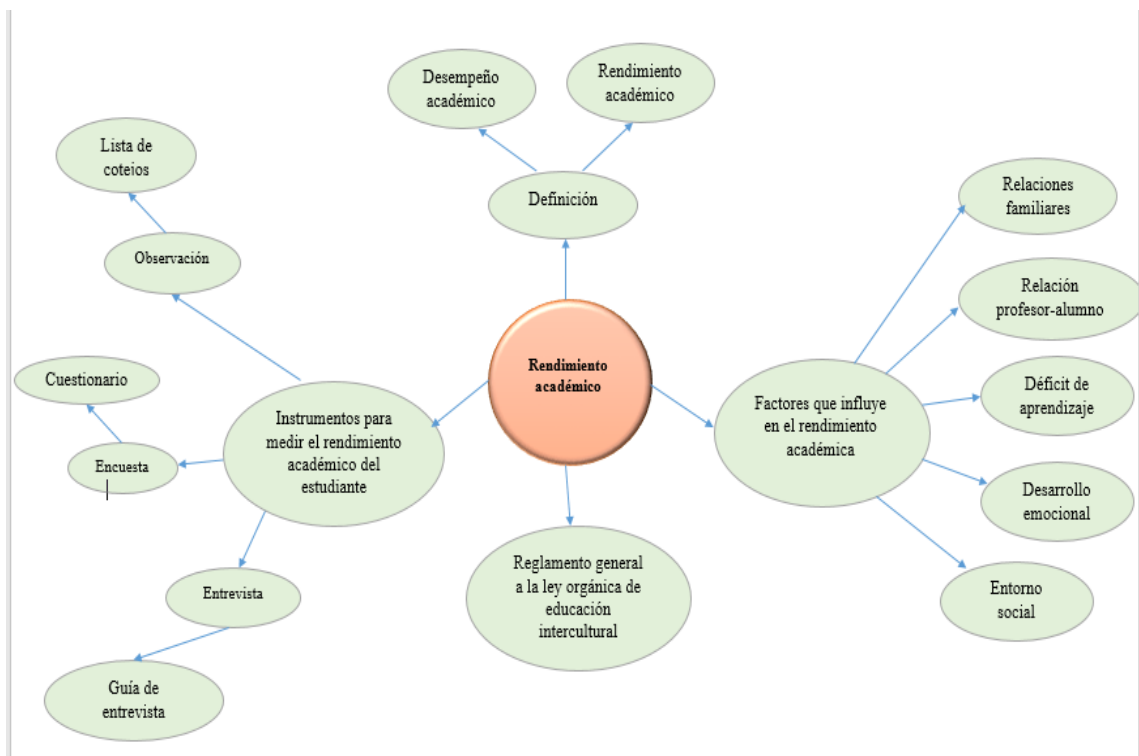 Desempeño
académico
Rendimiento
académico
Definición
Lista de
cotejos
Observación
Cuestionario
Encuesta
Instrumentos para
medir el rendimiento
académico del
estudiante
Entrevista
Guía de
entrevista
Rendimiento
académico
Reglamento general
a la ley orgánica de
educación
intercultural
Factores que influye
en el rendimiento
académica
Relaciones
familiares
Relación
profesor-alumno
Déficit de
aprendizaje
Desarrollo
emocional
Entorno
social